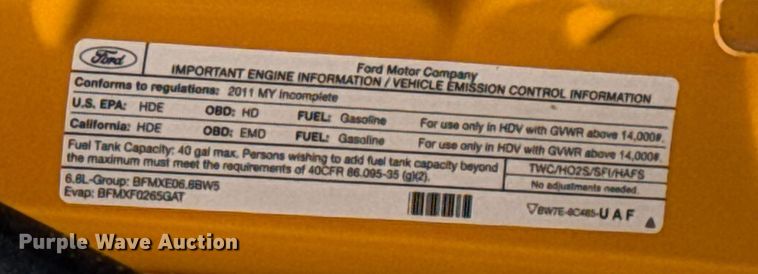 Ford
Ford Motor Company
IMPORTANT ENGINE INFORMATION / VEHICLE EMISSION CONTROL INFORMATION
Conforms to regulations: 2011 MY Incomplete
U.S. EPA: HDE OBD: HD FUEL: Gasoline For use only in HDV with GVWR above 14,000#.
California: HDE OBD: EMD FUEL: Gasoline For use only in HDV with GVWR above 14,000#.
Fuel Tank Capacity: 40 gal max. Persons wishing to add fuel tank capacity beyond
the maximum must meet the requirements of 40CFR 86.095-35 (g)(2).
TWC/HO2S/SFI/HAFS
No adjustments needed.
6.8L-Group: BFMXE06.8BW5
Evap: BFMXF0265GAT
BW7E-9C485-UAF
Purple Wave Auction